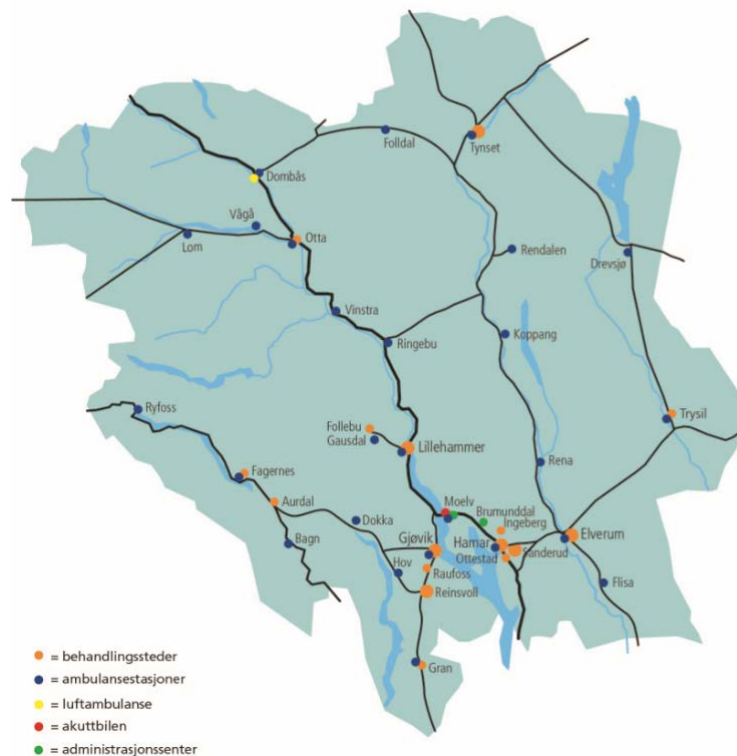 Folldal
Tynset
Dombås
Vågå
Otta
Lom
Rendalen
Drevsjø
Vinstra
Ringebu
Koppang
Ryfoss
Trysil
Follebu
Gausdal
Lillehammer
Rena
Fagernes
Aurdal
Moelv
Brumunddal
Ingeberg
Dokka
Bagn
Gjøvik
Hamar
Elverum
Sanderud
Ottestad
Hov
Raufoss
Flisa
Reinsvoll
Gran
= behandlingssteder
= ambulansestasjoner
= luftambulanse
= akuttbilen
= administrasjonssenter